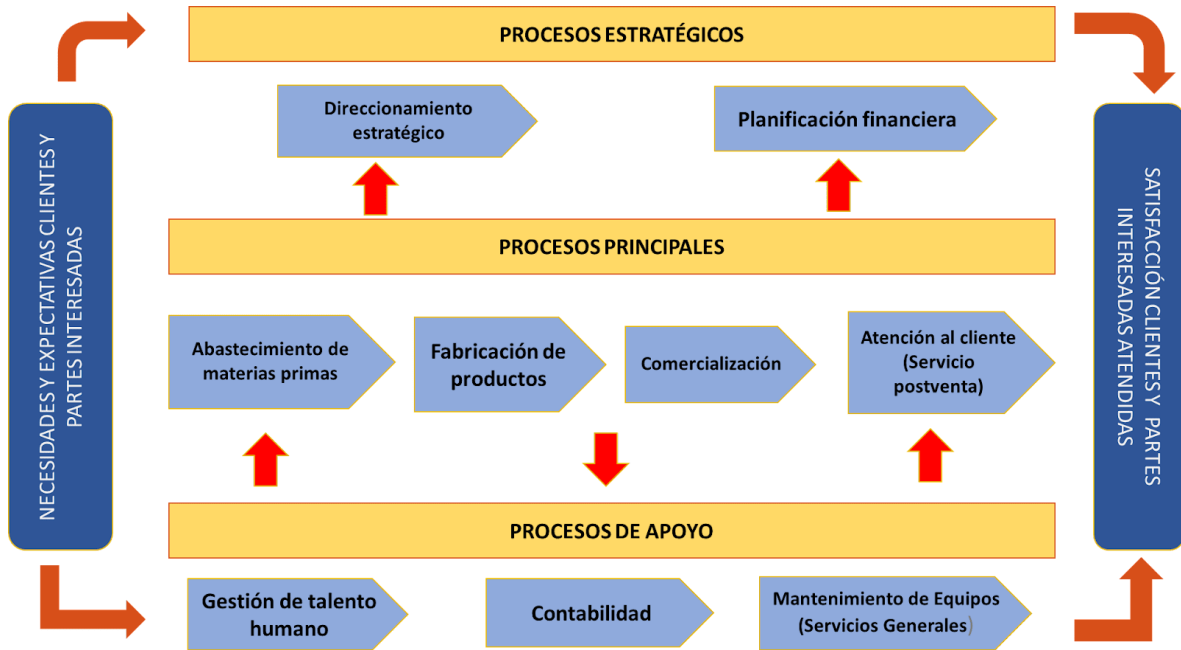 PROCESOS ESTRATÉGICOS
Direccionamiento
estratégico
Planificación financiera
NECESIDADES Y EXPECTATIVAS CLIENTES Y
PARTES INTERESADAS
PROCESOS PRINCIPALES
Abastecimiento de
materias primas
Fabricación de
productos
Comercialización
Atención al cliente
(Servicio
postventa)
SATISFACCIÓN CLIENTES Y PARTES
INTERESADAS ATENDIDAS
PROCESOS DE APOYO
Gestión de talento
humano
Contabilidad
Mantenimiento de Equipos
(Servicios Generales)